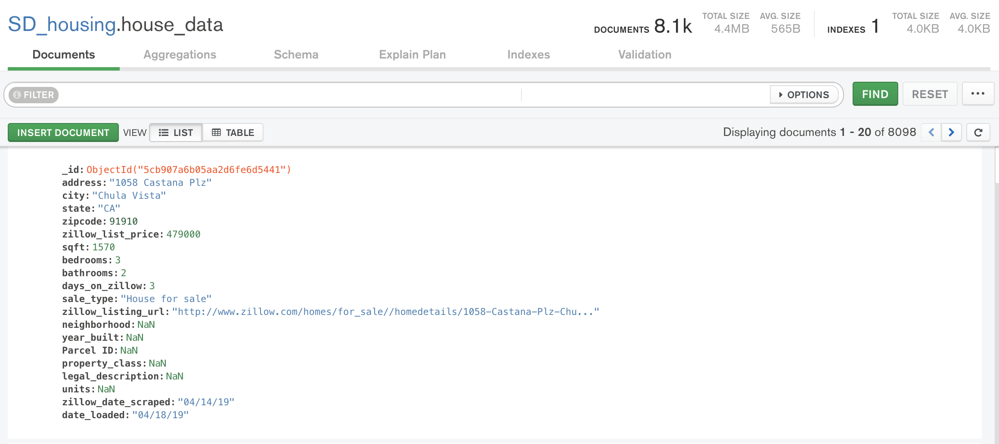 SD_housing.house_data
DOCUMENTS 8.1k TOTAL SIZE 4.4MB AVG. SIZE 565B INDEXES 1 TOTAL SIZE 4.0KB AVG. SIZE 4.0KB
Documents Aggregations Schema Explain Plan Indexes Validation
FILTER OPTIONS FIND RESET ...
INSERT DOCUMENT VIEW LIST TABLE Displaying documents 1 - 20 of 8098
_id: ObjectId("5cb907a6b05aa2d6fe6d5441")
address: "1058 Castana Plz"
city: "Chula Vista"
state: "CA"
zipcode: 91910
zillow_list_price: 479000
sqft: 1570
bedrooms: 3
bathrooms: 2
days_on_zillow: 3
sale_type: "House for sale"
zillow_listing_url: "http://www.zillow.com/homes/for_sale//homedetails/1058-Castana-Plz-Chu..."
neighborhood: NaN
year_built: NaN
Parcel ID: NaN
property_class: NaN
legal_description: NaN
units: NaN
zillow_date_scraped: "04/14/19"
date_loaded: "04/18/19"